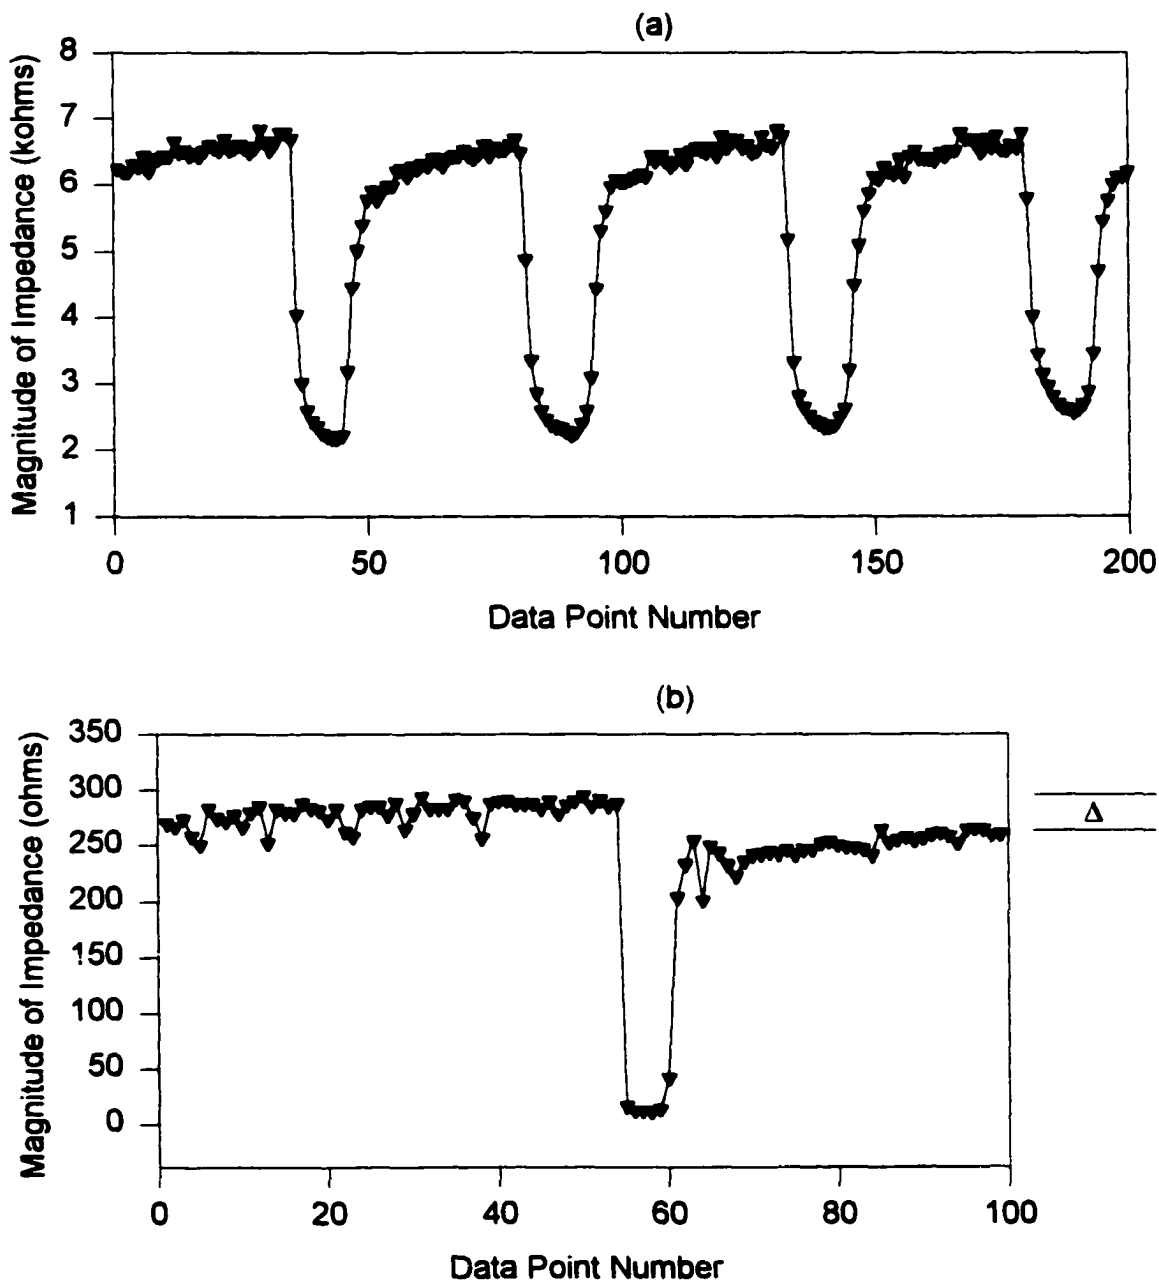 (a)
Magnitude of Impedance (kohms)
8
7
6
5
4
3
2
1
0 50 100 150 200
Data Point Number
(b)
Magnitude of Impedance (ohms)
350
300
250
200
150
100
50
0
Δ
0 20 40 60 80 100
Data Point Number